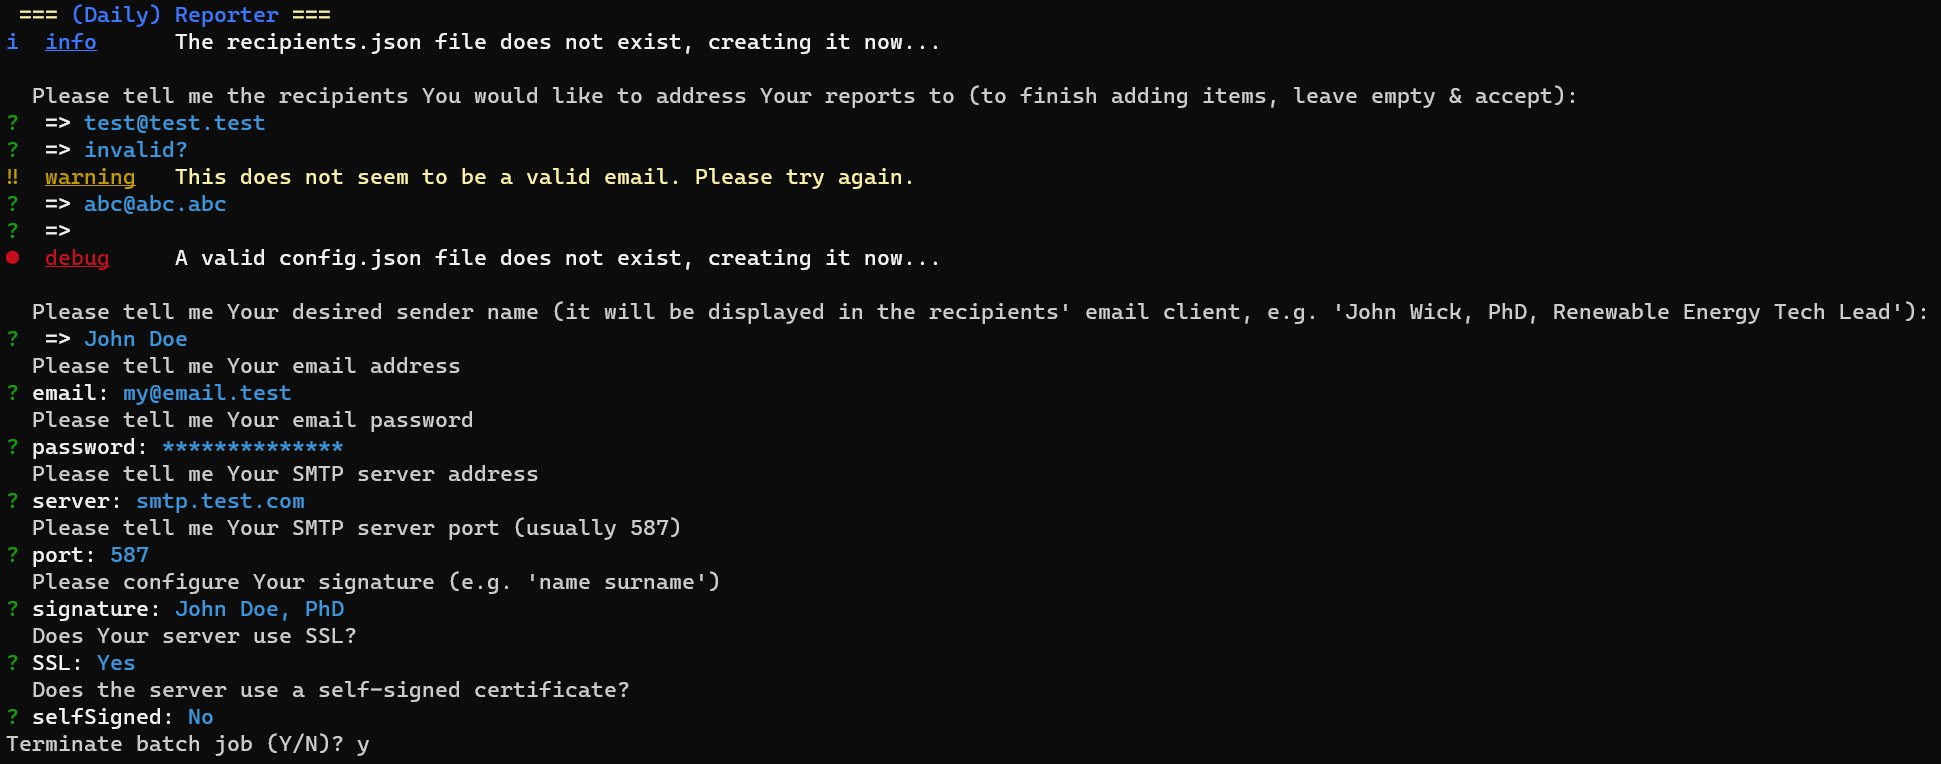 === (Daily) Reporter ===
i info The recipients.json file does not exist, creating it now...
Please tell me the recipients You would like to address Your reports to (to finish adding items, leave empty & accept):
? => test@test.test
? => invalid?
‼ warning This does not seem to be a valid email. Please try again.
? => abc@abc.abc
? =>
● debug A valid config.json file does not exist, creating it now...
Please tell me Your desired sender name (it will be displayed in the recipients' email client, e.g. 'John Wick, PhD, Renewable Energy Tech Lead'):
? => John Doe
Please tell me Your email address
? email: my@email.test
Please tell me Your email password
? password: **************
Please tell me Your SMTP server address
? server: smtp.test.com
Please tell me Your SMTP server port (usually 587)
? port: 587
Please configure Your signature (e.g. 'name surname')
? signature: John Doe, PhD
Does Your server use SSL?
? SSL: Yes
Does the server use a self-signed certificate?
? selfSigned: No
Terminate batch job (Y/N)? y